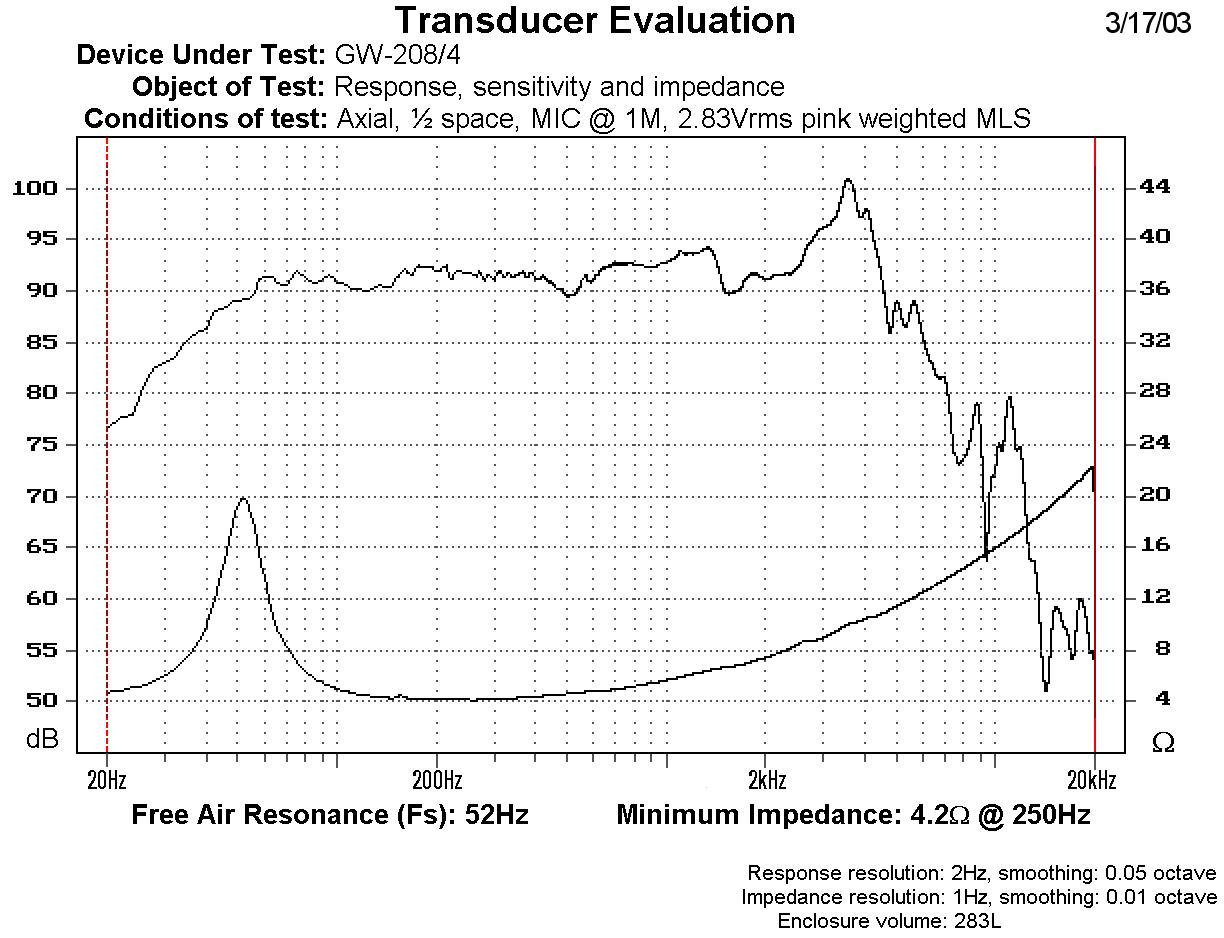 Transducer Evaluation 3/17/03
Device Under Test: GW-208/4
Object of Test: Response, sensitivity and impedance
Conditions of test: Axial, ½ space, MIC @ 1M, 2.83Vrms pink weighted MLS
100 44
95 40
90 36
85 32
80 28
75 24
70 20
65 16
60 12
55 8
50 4
dB Ω
20Hz 200Hz 2kHz 20kHz
Free Air Resonance (Fs): 52Hz Minimum Impedance: 4.2Ω @ 250Hz
Response resolution: 2Hz, smoothing: 0.05 octave
Impedance resolution: 1Hz, smoothing: 0.01 octave
Enclosure volume: 283L